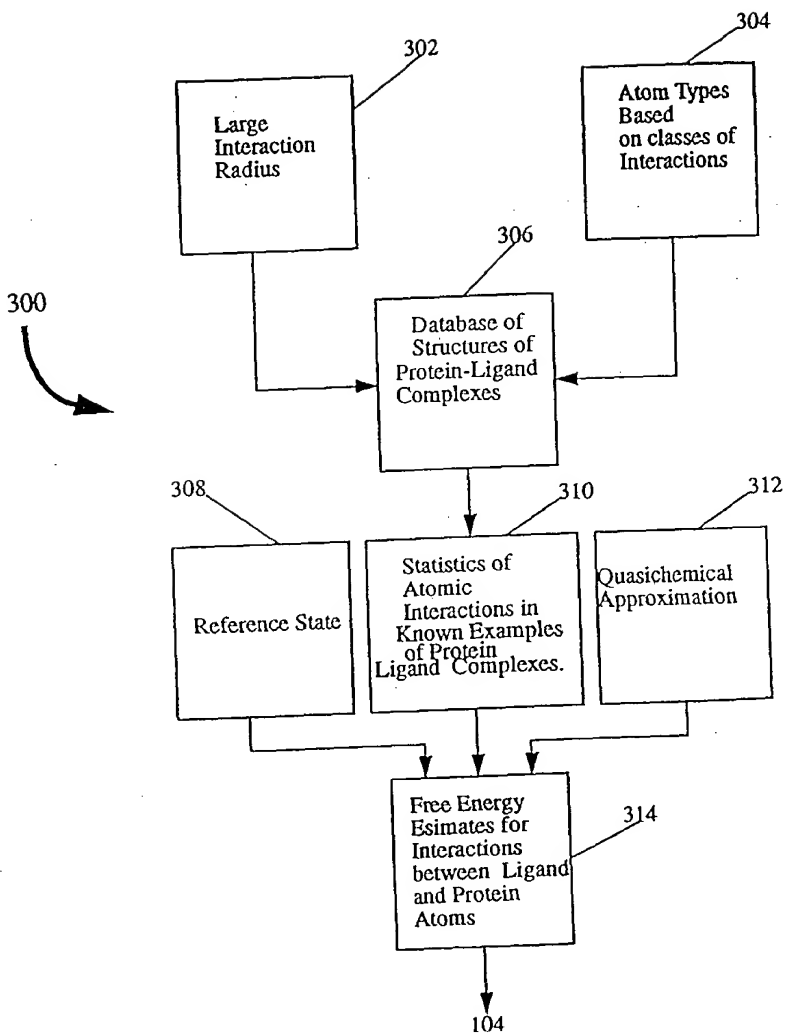 302
304
Large
Interaction
Radius
Atom Types
Based
on classes of
Interactions
306
300
Database of
Structures of
Protein-Ligand
Complexes
308
310
312
Reference State
Statistics of
Atomic
Interactions in
Known Examples
of Protein
Ligand Complexes.
Quasichemical
Approximation
Free Energy
Esimates for
Interactions
between Ligand
and Protein
Atoms
314
104